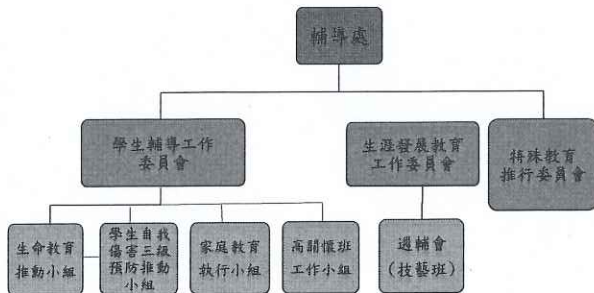 輔導處
學生輔導工作
委員會
生涯發展教育
工作委員會
特殊教育
推行委員會
生命教育
推動小組
學生自我
傷害三級
預防推動
小組
家庭教育
執行小組
高關懷班
工作小組
遴輔會
(技藝班)